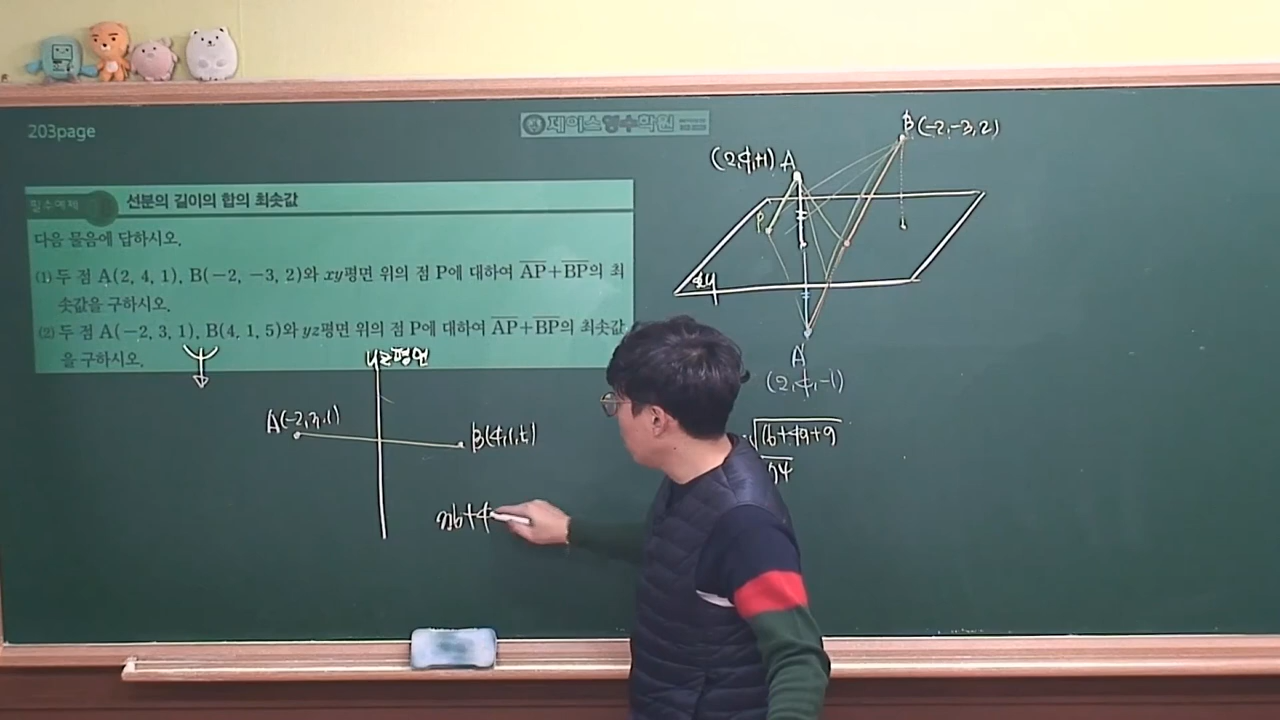 203page
제이스영수학원
필수예제
선분의 길이의 합의 최솟값
다음 물음에 답하시오.
(1) 두 점 A(2, 4, 1), B(−2, −3, 2)와 xy평면 위의 점 P에 대하여 AP+BP의 최
솟값을 구하시오.
(2) 두 점 A(−2, 3, 1), B(4, 1, 5)와 yz평면 위의 점 P에 대하여 AP+BP의 최솟값
을 구하시오.
yz평면
A(-2,3,1)
B(4,1,5)
36+4
(2,4,+1) A
B(-2,-3,2)
P
xy
A'
(2,4,-1)
√16+49+9
74